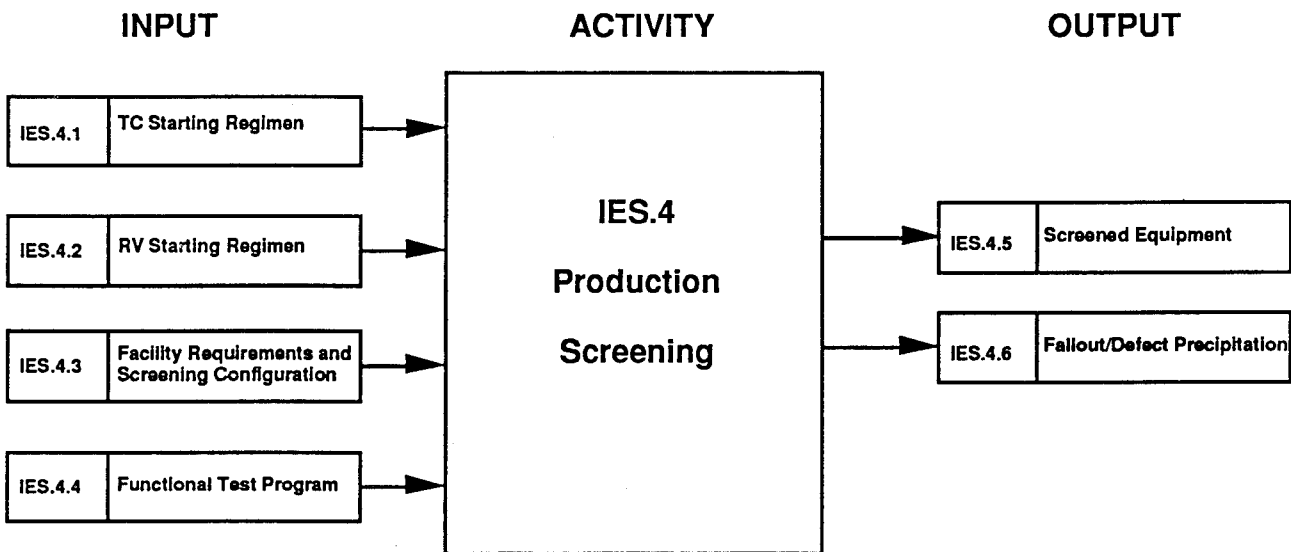 INPUT
ACTIVITY
OUTPUT
IES.4.1
TC Starting Regimen
IES.4.2
RV Starting Regimen
IES.4.3
Facility Requirements and
Screening Configuration
IES.4.4
Functional Test Program
IES.4
Production
Screening
IES.4.5
Screened Equipment
IES.4.6
Fallout/Defect Precipitation